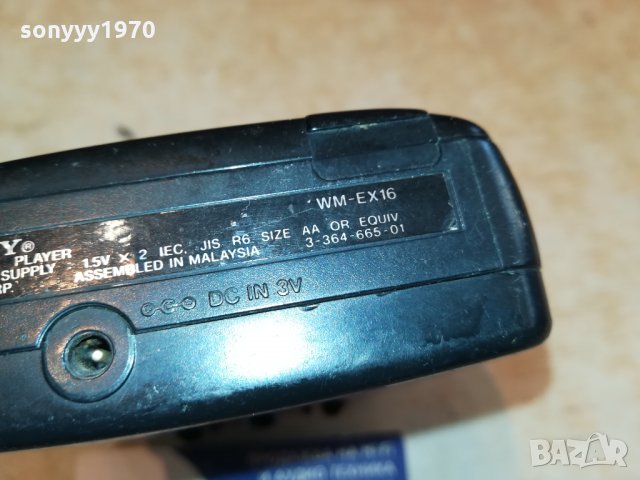 sonyyy1970
WM-EX16
Y®
PLAYER 1.5V X 2 IEC. JIS R6 SIZE AA OR EQUIV
SUPPLY ASSEMBLED IN MALAYSIA 3-364-665-01
RP.
DC IN 3V
BAZAR